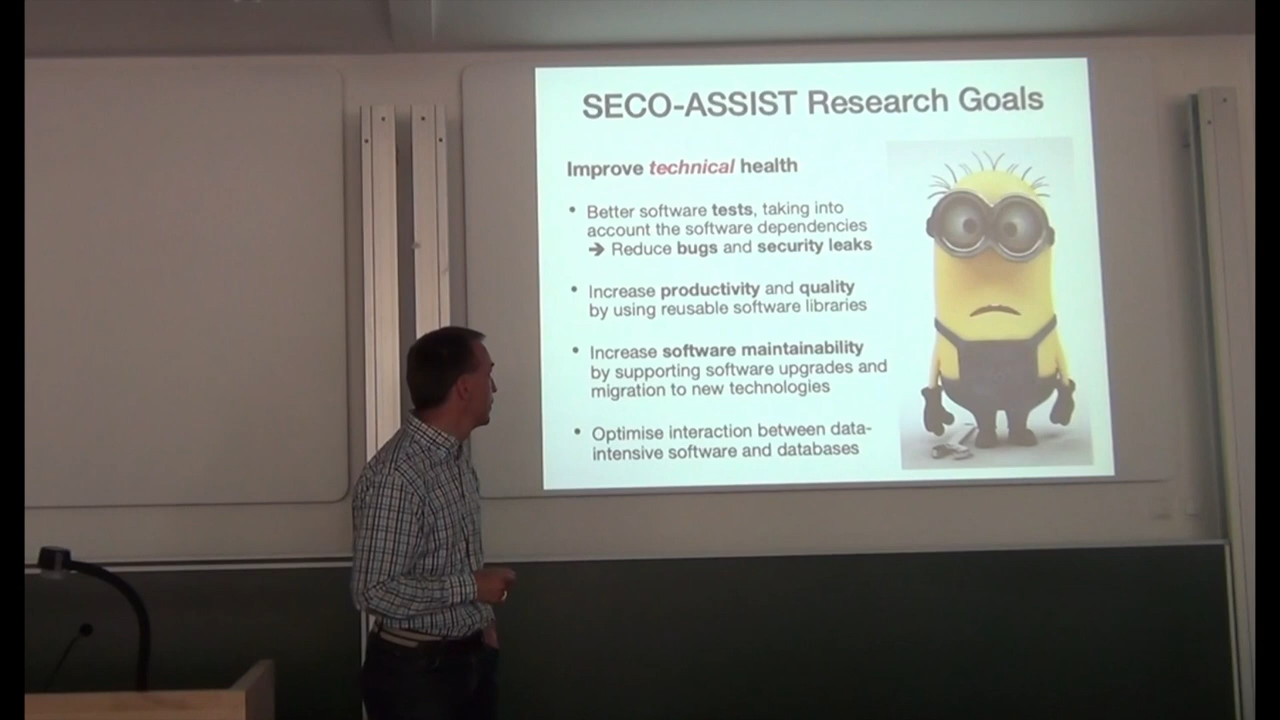 SECO-ASSIST Research Goals
Improve technical health
• Better software tests, taking into
account the software dependencies
➔ Reduce bugs and security leaks
• Increase productivity and quality
by using reusable software libraries
• Increase software maintainability
by supporting software upgrades and
migration to new technologies
• Optimise interaction between data-
intensive software and databases